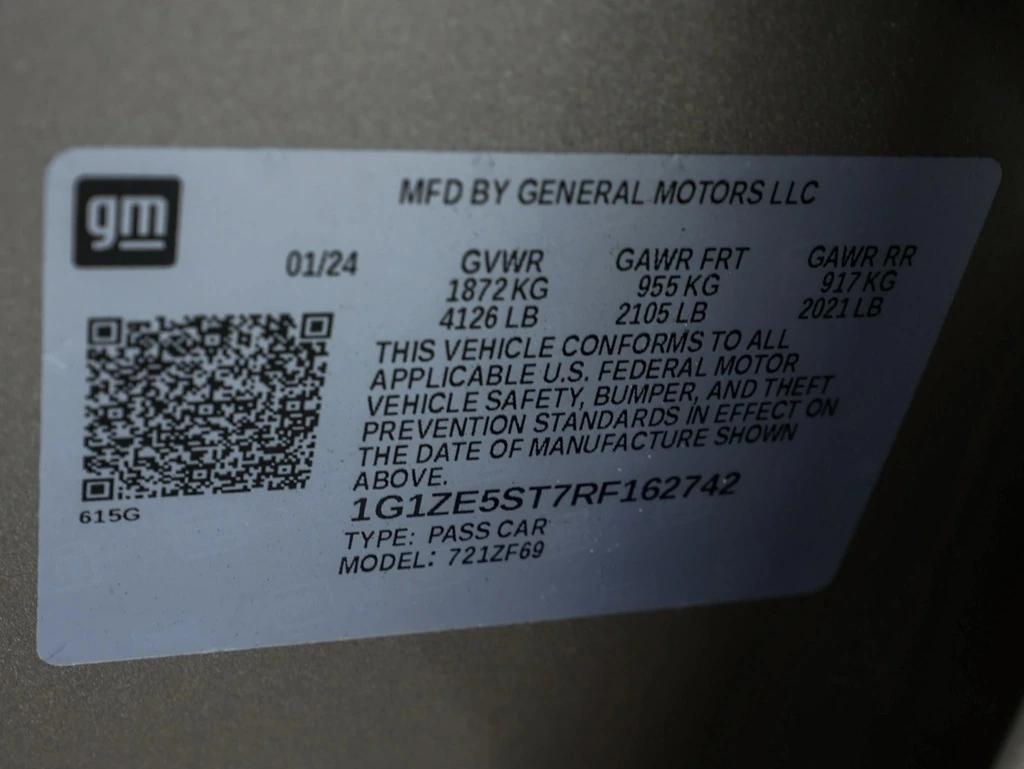 gm
MFD BY GENERAL MOTORS LLC
01/24 GVWR GAWR FRT GAWR RR
1872 KG 955 KG 917 KG
4126 LB 2105 LB 2021 LB
THIS VEHICLE CONFORMS TO ALL
APPLICABLE U.S. FEDERAL MOTOR
VEHICLE SAFETY, BUMPER, AND THEFT
PREVENTION STANDARDS IN EFFECT ON
THE DATE OF MANUFACTURE SHOWN
ABOVE.
1G1ZE5ST7RF162742
TYPE: PASS CAR
MODEL: 721ZF69
615G